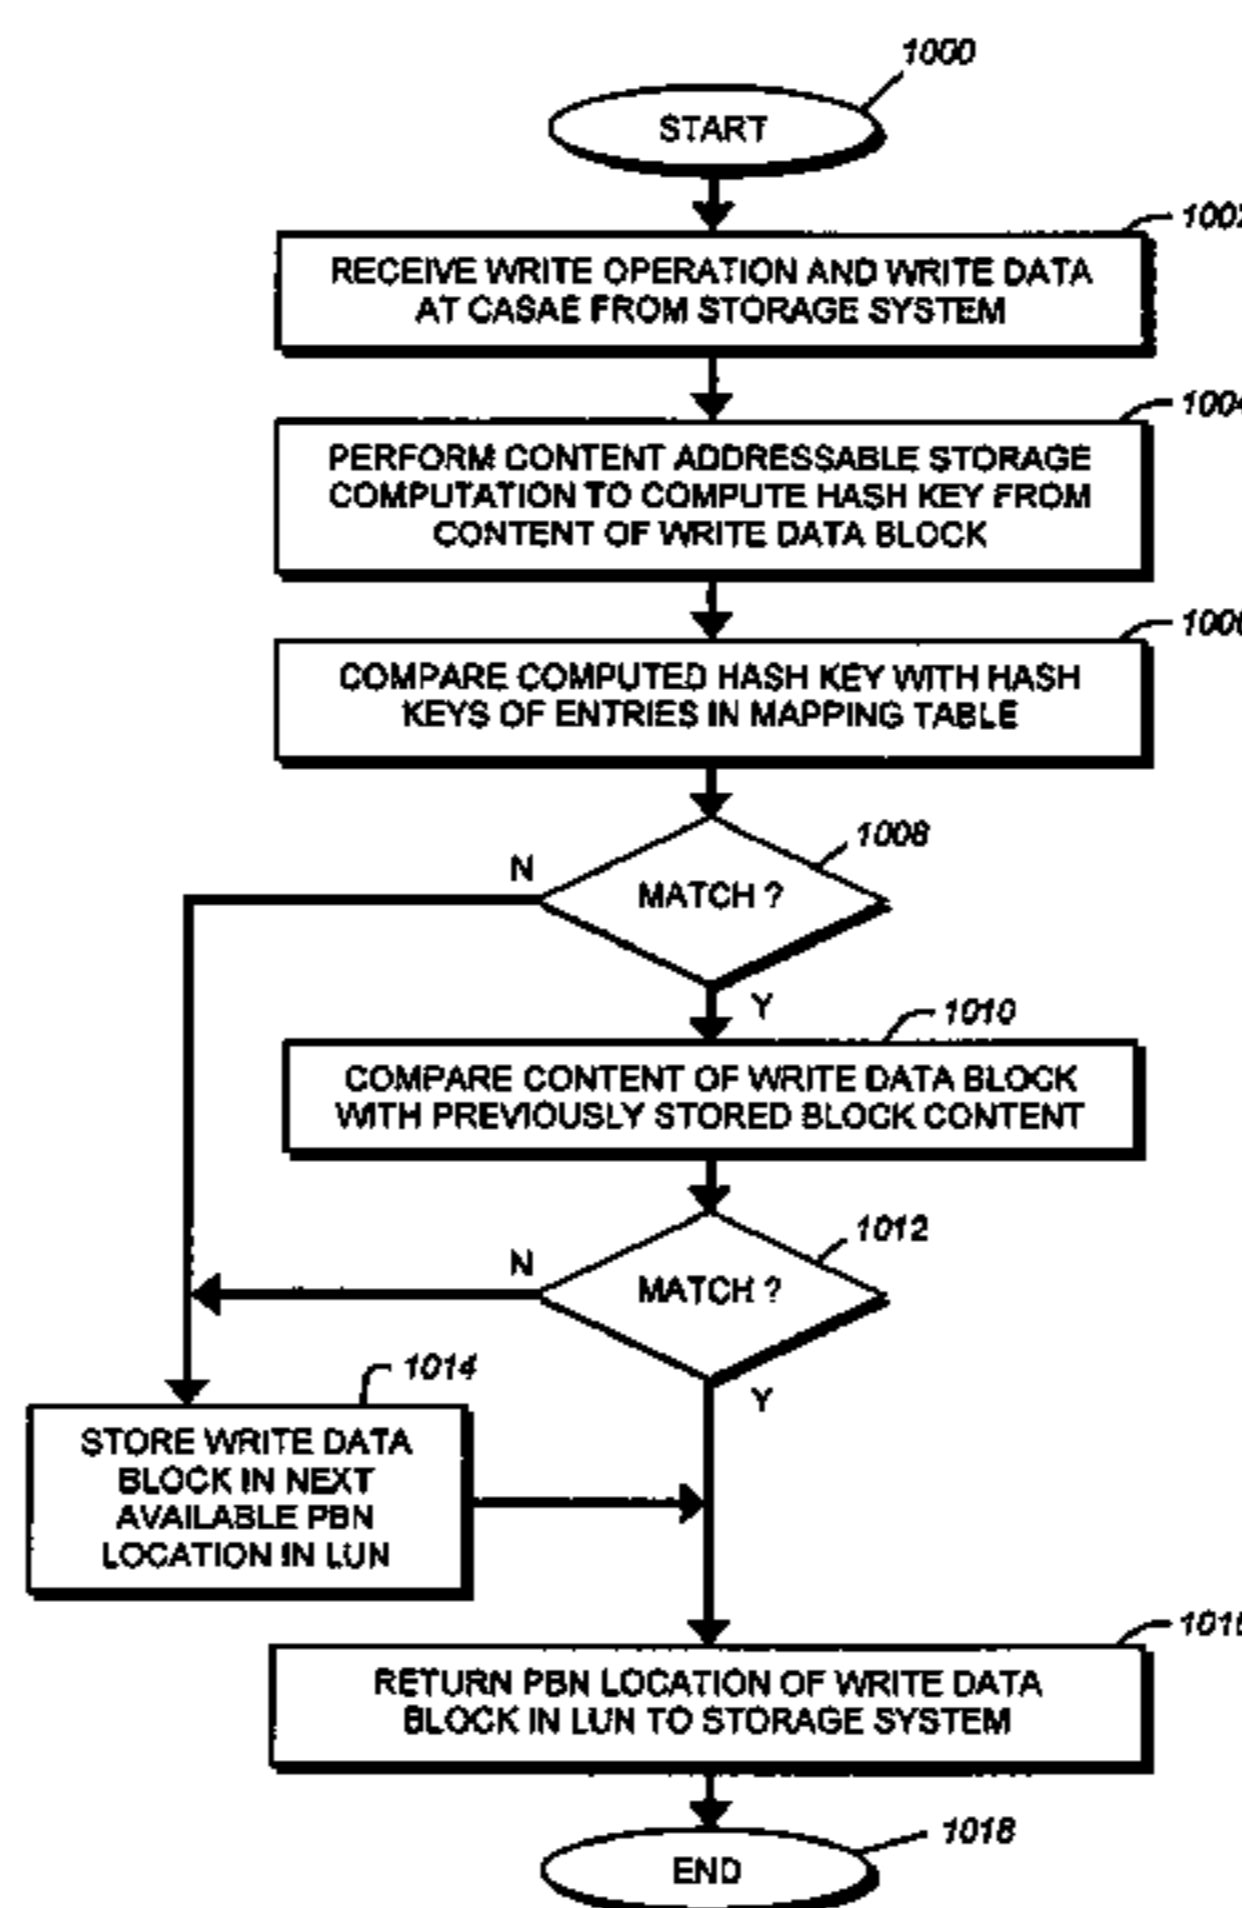 1000
START
RECEIVE WRITE OPERATION AND WRITE DATA
AT CASAE FROM STORAGE SYSTEM
PERFORM CONTENT ADDRESSABLE STORAGE
COMPUTATION TO COMPUTE HASH KEY FROM
CONTENT OF WRITE DATA BLOCK
COMPARE COMPUTED HASH KEY WITH HASH
KEYS OF ENTRIES IN MAPPING TABLE
1008
N
MATCH ?
Y
1010
COMPARE CONTENT OF WRITE DATA BLOCK
WITH PREVIOUSLY STORED BLOCK CONTENT
1012
N
MATCH ?
Y
1014
STORE WRITE DATA
BLOCK IN NEXT
AVAILABLE PBN
LOCATION IN LUN
RETURN PBN LOCATION OF WRITE DATA
BLOCK IN LUN TO STORAGE SYSTEM
1018
END